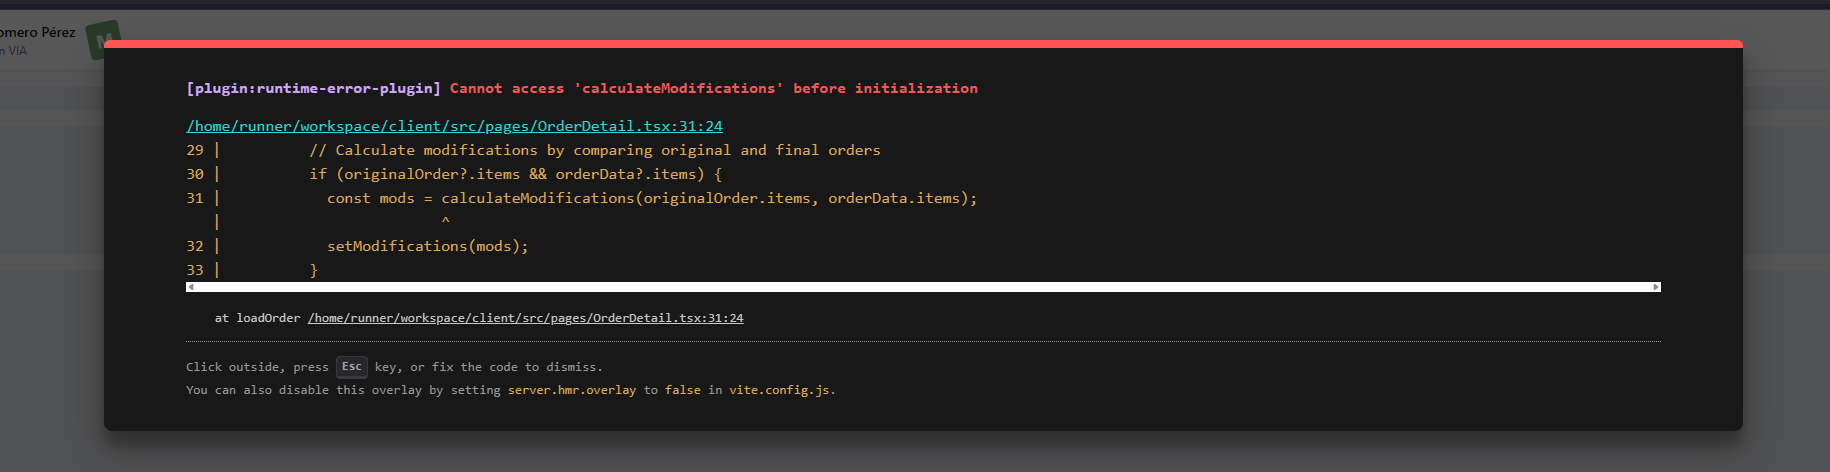 omero Pérez
n VIA
M
[plugin:runtime-error-plugin] Cannot access 'calculateModifications' before initialization
/home/runner/workspace/client/src/pages/OrderDetail.tsx:31:24
29 |          // Calculate modifications by comparing original and final orders
30 |          if (originalOrder?.items && orderData?.items) {
31 |            const mods = calculateModifications(originalOrder.items, orderData.items);
   |                         ^
32 |            setModifications(mods);
33 |          }
at loadOrder /home/runner/workspace/client/src/pages/OrderDetail.tsx:31:24
Click outside, press Esc key, or fix the code to dismiss.
You can also disable this overlay by setting server.hmr.overlay to false in vite.config.js.